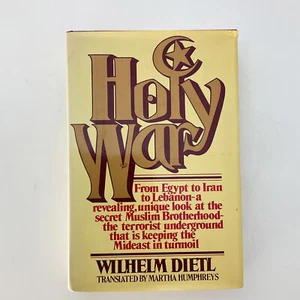 Holy
War
From Egypt to Iran
to Lebanon-a
revealing, unique look at the
secret Muslim Brotherhood-
the terrorist underground
that is keeping the
Mideast in turmoil
WILHELM DIETL
TRANSLATED BY MARTHA HUMPHREYS